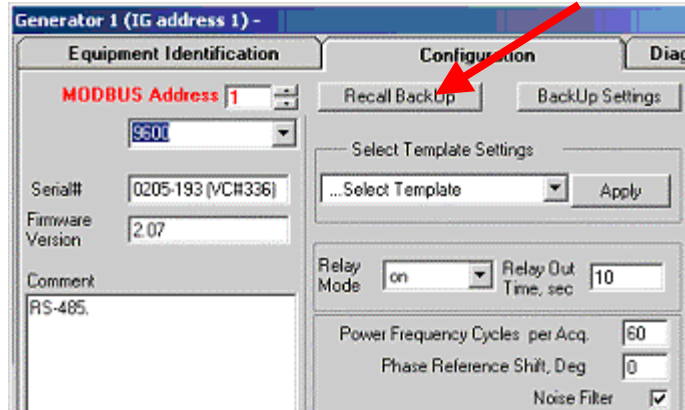 Generator 1 (IG address 1) -
Equipment Identification
Configuration
Diag
MODBUS Address 1
Recall BackUp
BackUp Settings
9600
Select Template Settings
...Select Template
Apply
Serial#
0205-193 (VC#336)
Firmware
Version
2.07
Relay
Mode
on
Relay Out
Time, sec
10
Comment
RS-485.
Power Frequency Cycles per Acq.
60
Phase Reference Shift, Deg
0
Noise Filter